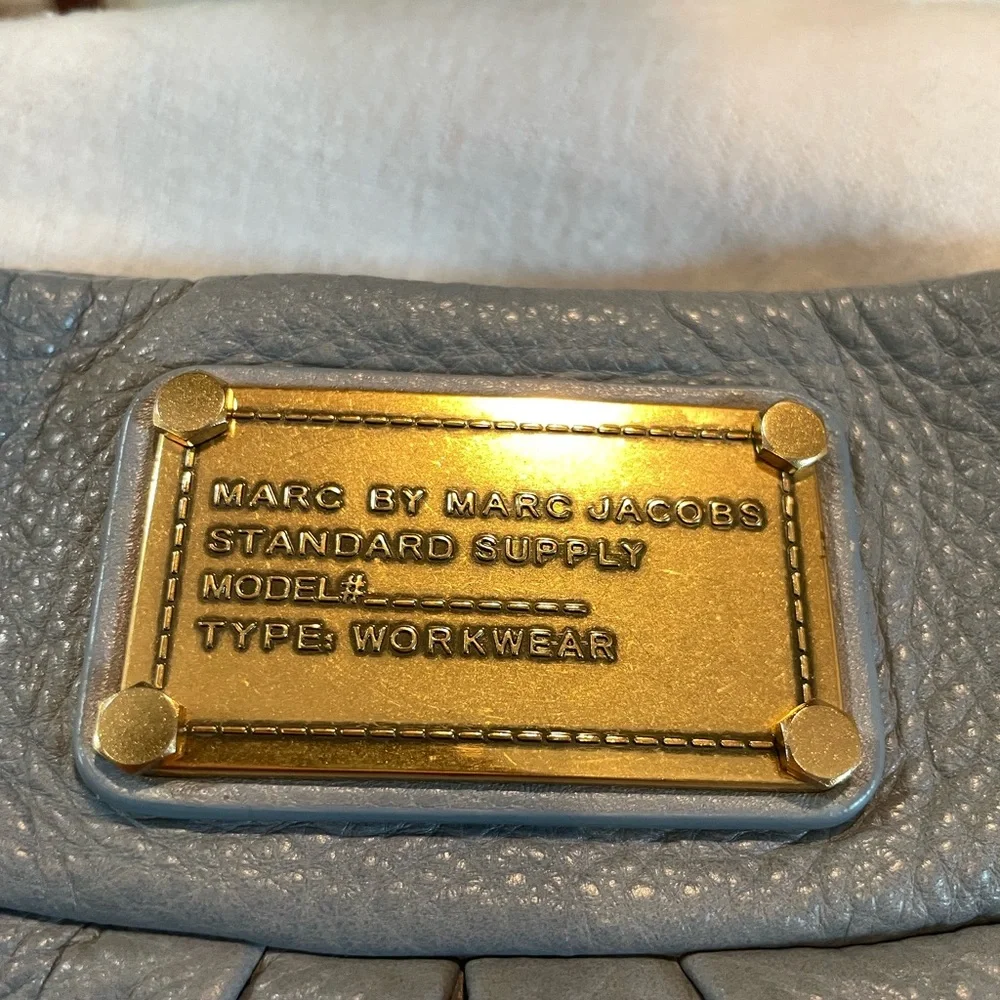 MARC BY MARC JACOBS
STANDARD SUPPLY
MODEL#_________
TYPE: WORKWEAR